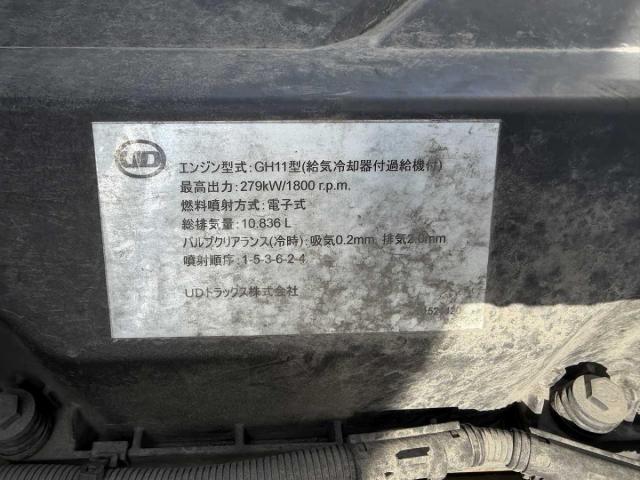 UD
エンジン型式:GH11型(給気冷却器付過給機付)
最高出力:279kW/1800 r.p.m.
燃料噴射方式:電子式
総排気量:10.836 L
バルブクリアランス(冷時):吸気0.2mm, 排気2.0mm
噴射順序:1-5-3-6-2-4
UDトラックス株式会社